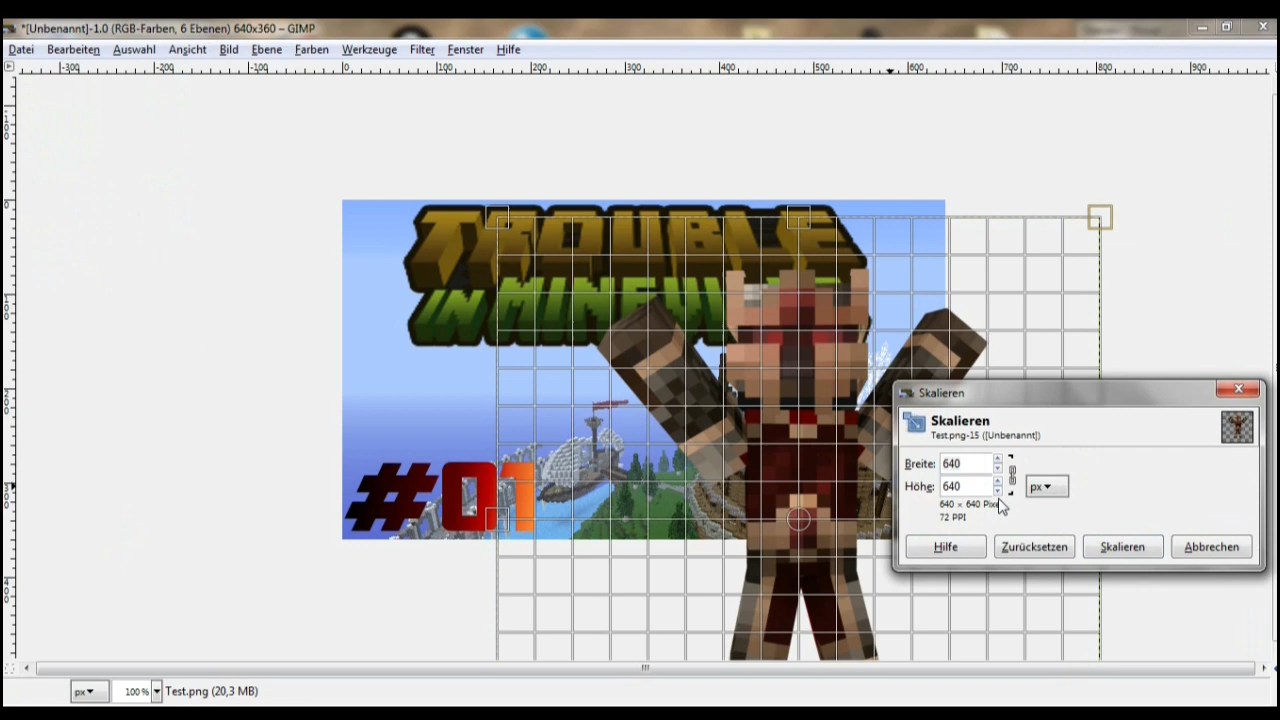 *[Unbenannt]-1.0 (RGB-Farben, 6 Ebenen) 640x360 – GIMP
Datei Bearbeiten Auswahl Ansicht Bild Ebene Farben Werkzeuge Filter Fenster Hilfe
-300 -200 -100 0 100 200 300 400 500 600 700 800 900
TROUBLE
IN MINEVILLE
#01
Skalieren
Skalieren
Test.png-15 ([Unbenannt])
Breite: 640
Höhe: 640 px
640 × 640 Pixel
72 PPI
Hilfe Zurücksetzen Skalieren Abbrechen
px 100 % Test.png (20,3 MB)